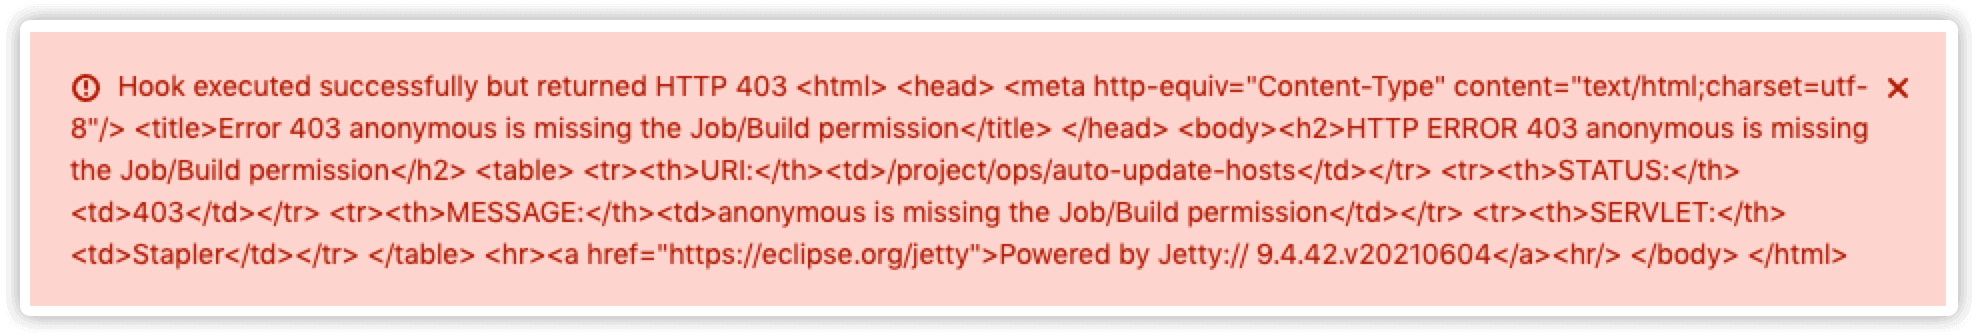 Hook executed successfully but returned HTTP 403 <html> <head> <meta http-equiv="Content-Type" content="text/html;charset=utf-
8"/> <title>Error 403 anonymous is missing the Job/Build permission</title> </head> <body><h2>HTTP ERROR 403 anonymous is missing
the Job/Build permission</h2> <table> <tr><th>URI:</th><td>/project/ops/auto-update-hosts</td></tr> <tr><th>STATUS:</th>
<td>403</td></tr> <tr><th>MESSAGE:</th><td>anonymous is missing the Job/Build permission</td></tr> <tr><th>SERVLET:</th>
<td>Stapler</td></tr> </table> <hr><a href="https://eclipse.org/jetty">Powered by Jetty:// 9.4.42.v20210604</a><hr/> </body> </html>